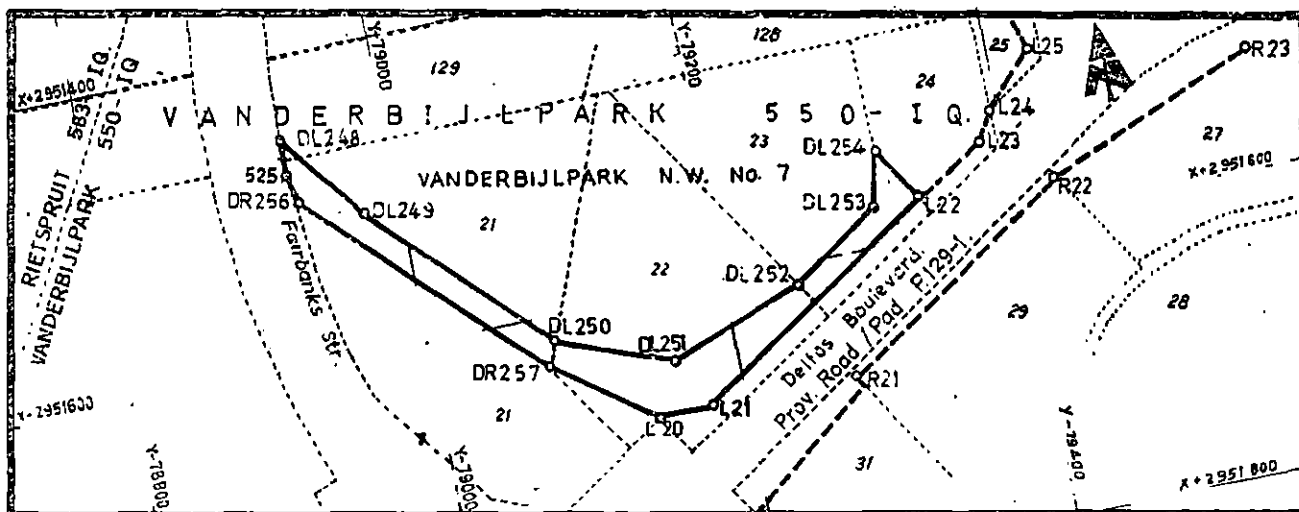 Y-79000
Y-79200
128
25
L25
R23
129
24
X+2951400
583 IQ
550 IQ
L24
VANDERBIJLPARK 550-IQ.
27
DL248
23
DL254
L23
X+2951600
525
VANDERBIJLPARK N.W. No. 7
R22
DR256
DL249
DL253
L22
RIETSPRUIT
VANDERBIJLPARK
Fairbanks Str.
21
22
DL252
Deltas Boulevard.
Prov. Road/Pad P.129-1.
29
28
DL250
DL251
DR257
R21
X-2951600
21
L20
L21
Y-79400
Y-78800
Y-79000
31
X+2951800